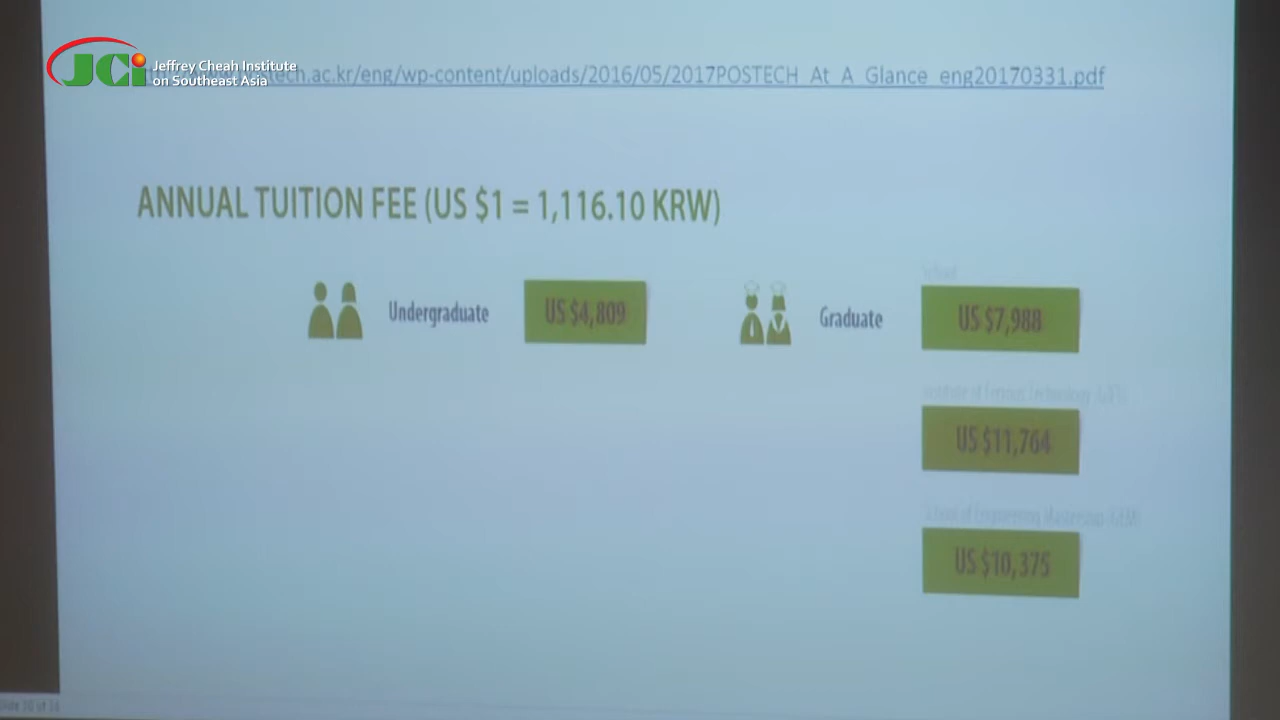 JCi
Jeffrey Cheah Institute
on Southeast Asia
tech.ac.kr/eng/wp-content/uploads/2016/05/2017POSTECH_At_A_Glance_eng20170331.pdf
ANNUAL TUITION FEE (US $1 = 1,116.10 KRW)
Undergraduate
US $4,809
Graduate
US $7,988
US $11,764
US $10,375